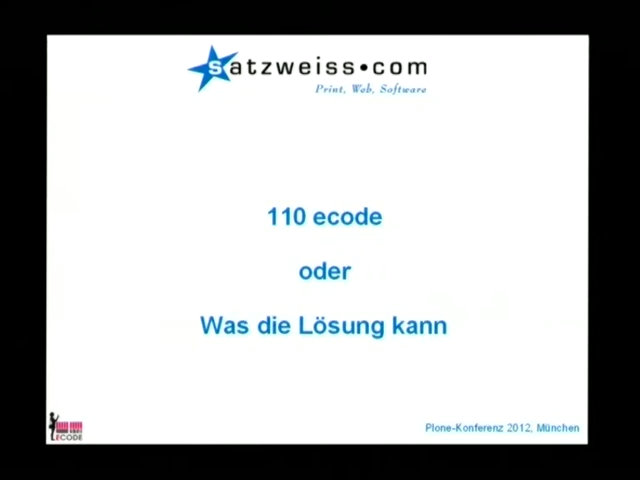 satzweiss•com
Print, Web, Software
110 ecode
oder
Was die Lösung kann
ECODE
Plone-Konferenz 2012, München